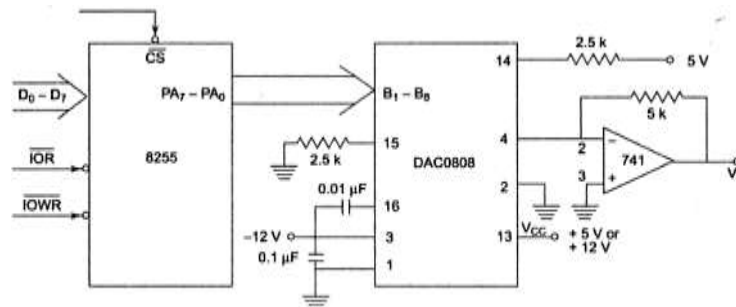 CS
D0 – D7
PA7 – PA0
IOR
8255
IOWR
14
2.5 k
5 V
B1 – B8
5 k
15
2.5 k
DAC0808
4
2
–
741
3
+
V
0.01 µF
16
2
–12 V
3
13
VCC
+ 5 V or
+ 12 V
0.1 µF
1